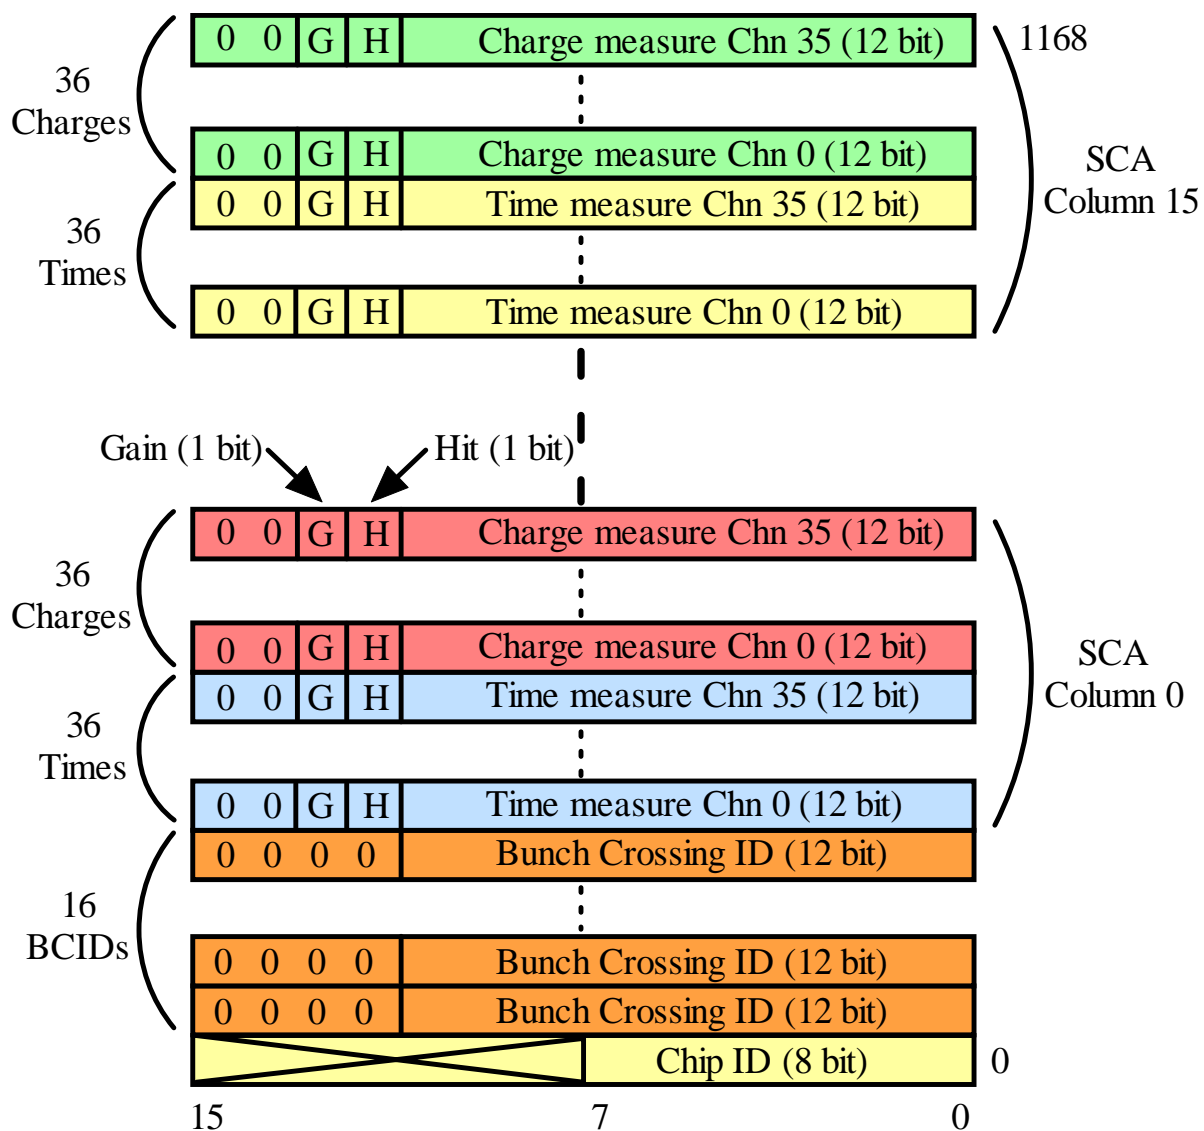 0 0 G H Charge measure Chn 35 (12 bit) 1168
36
Charges
0 0 G H Charge measure Chn 0 (12 bit)
SCA
Column 15
0 0 G H Time measure Chn 35 (12 bit)
36
Times
0 0 G H Time measure Chn 0 (12 bit)
Gain (1 bit) Hit (1 bit)
0 0 G H Charge measure Chn 35 (12 bit)
36
Charges
0 0 G H Charge measure Chn 0 (12 bit)
SCA
Column 0
0 0 G H Time measure Chn 35 (12 bit)
36
Times
0 0 G H Time measure Chn 0 (12 bit)
0 0 0 0 Bunch Crossing ID (12 bit)
16
BCIDs
0 0 0 0 Bunch Crossing ID (12 bit)
0 0 0 0 Bunch Crossing ID (12 bit)
Chip ID (8 bit) 0
15 7 0